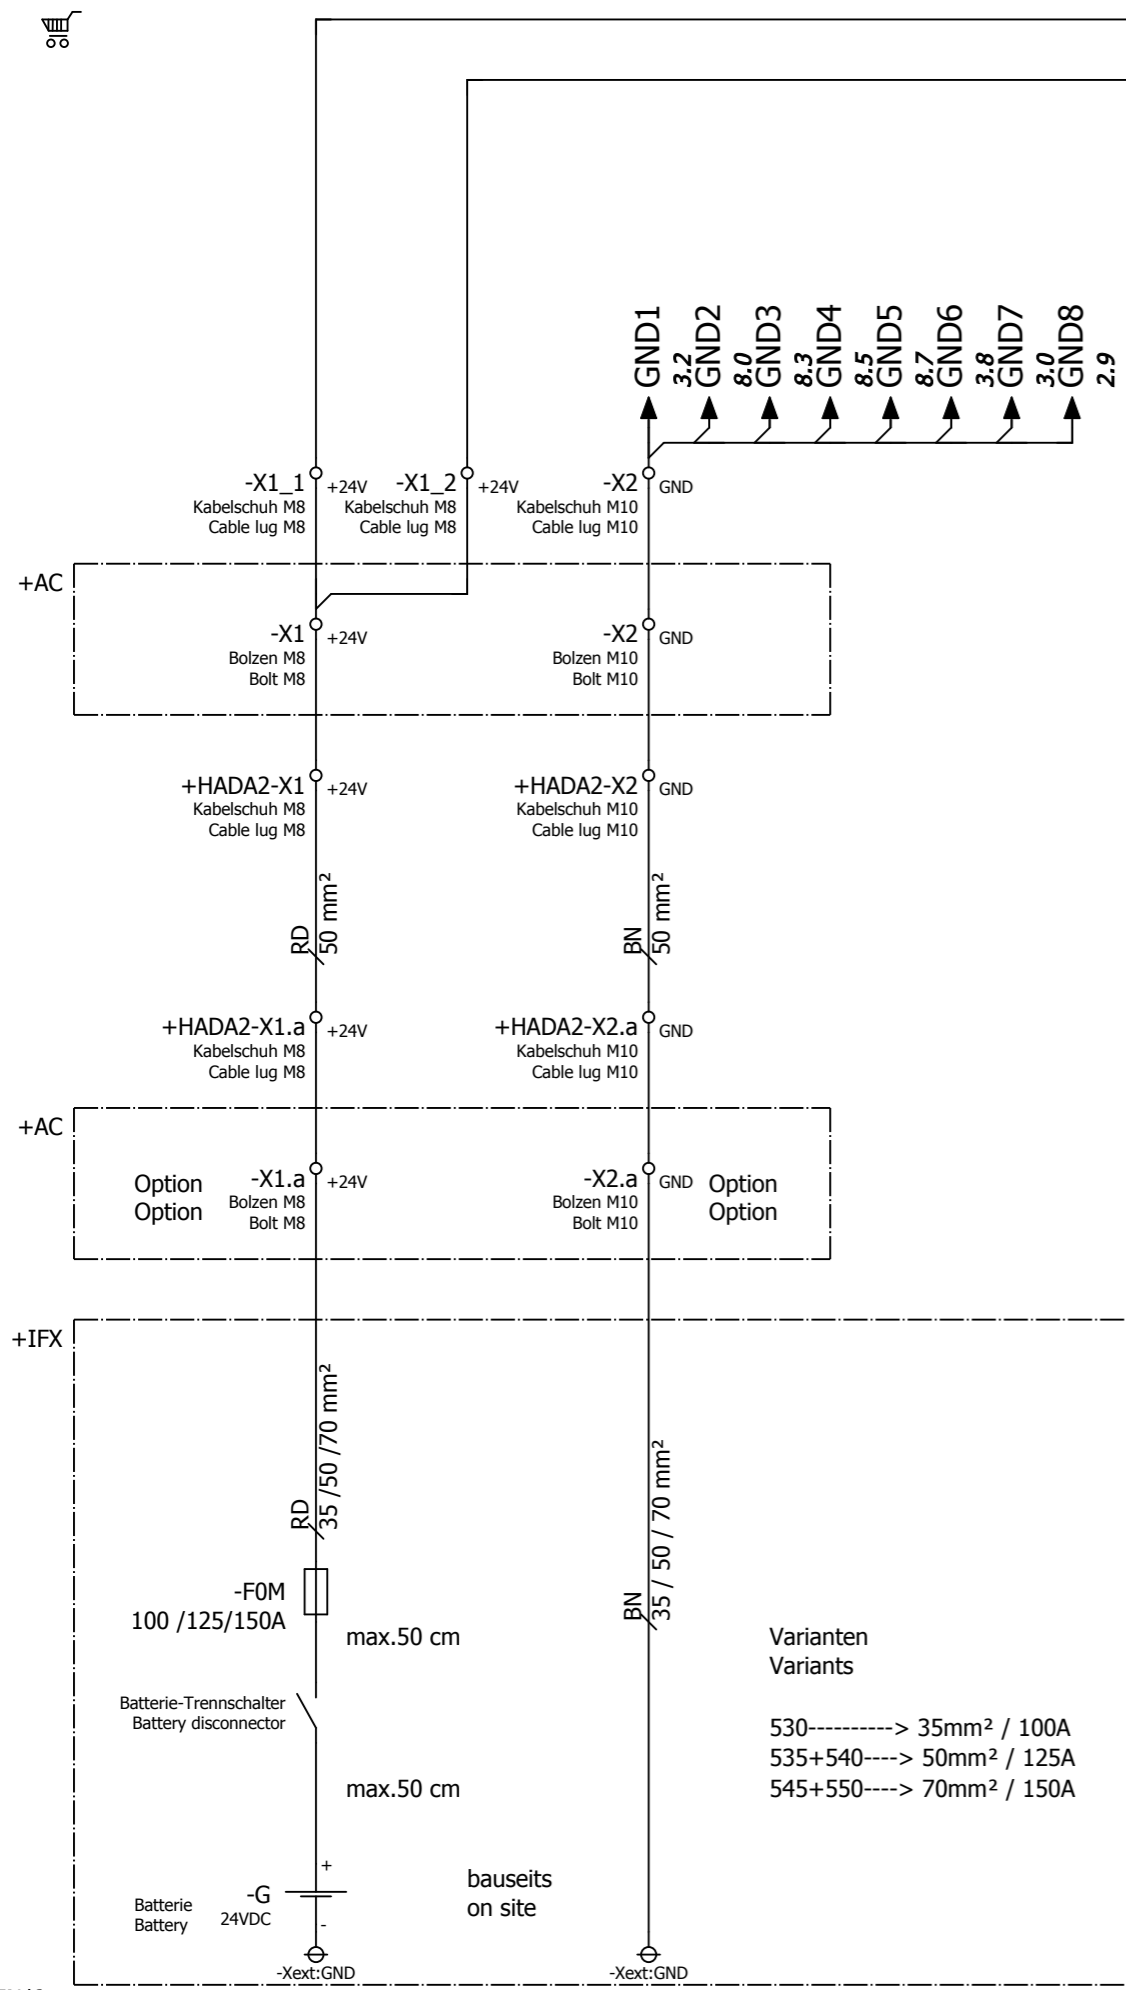 GND1
3.2
GND2
8.0
GND3
8.3
GND4
8.5
GND5
8.7
GND6
3.8
GND7
3.0
GND8
2.9
-X1_1
+24V
Kabelschuh M8
Cable lug M8
-X1_2
+24V
Kabelschuh M8
Cable lug M8
-X2
GND
Kabelschuh M10
Cable lug M10
+AC
-X1
+24V
Bolzen M8
Bolt M8
-X2
GND
Bolzen M10
Bolt M10
+HADA2-X1
+24V
Kabelschuh M8
Cable lug M8
+HADA2-X2
GND
Kabelschuh M10
Cable lug M10
RD
50 mm²
BN
50 mm²
+HADA2-X1.a
+24V
Kabelschuh M8
Cable lug M8
+HADA2-X2.a
GND
Kabelschuh M10
Cable lug M10
+AC
Option
Option
-X1.a
+24V
Bolzen M8
Bolt M8
-X2.a
GND
Bolzen M10
Bolt M10
Option
Option
+IFX
RD
35 /50 /70 mm²
BN
35 / 50 / 70 mm²
-F0M
100 /125/150A
max.50 cm
Batterie-Trennschalter
Battery disconnector
max.50 cm
Varianten
Variants
530----------> 35mm² / 100A
535+540----> 50mm² / 125A
545+550----> 70mm² / 150A
+
-G
24VDC
-
Batterie
Battery
bauseits
on site
-Xext:GND
-Xext:GND